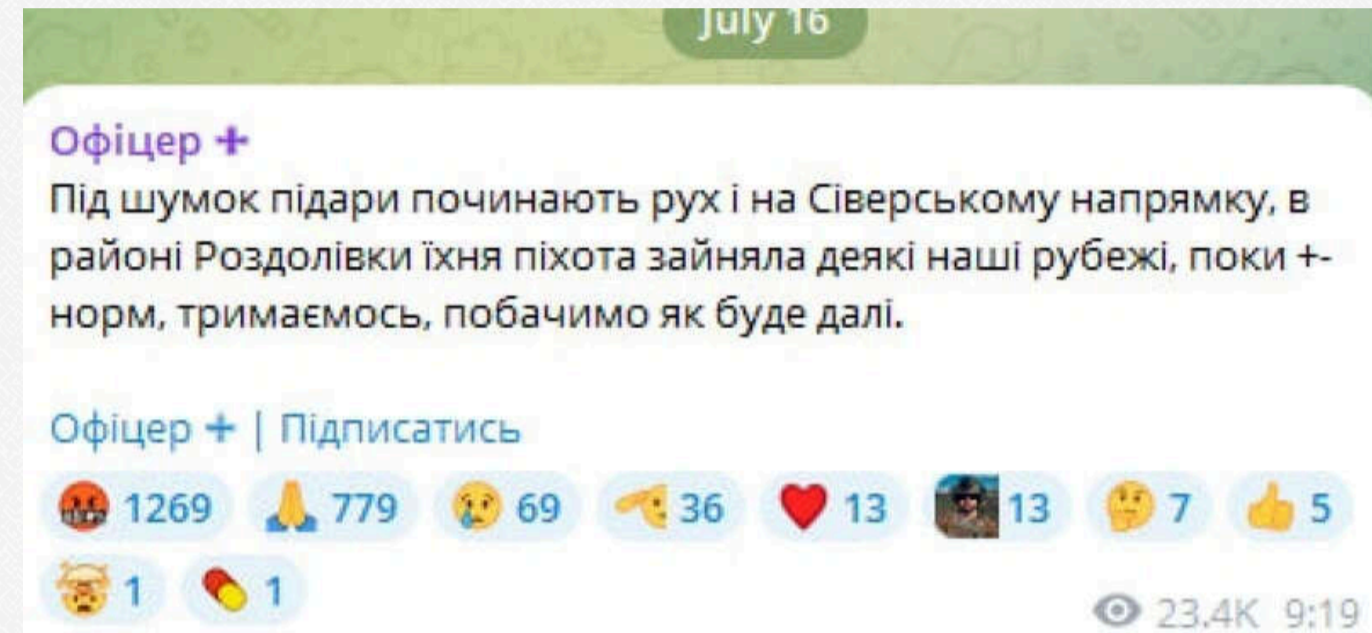 July 16
Офіцер ✚
Під шумок підари починають рух і на Сіверському напрямку, в
районі Роздолівки їхня піхота зайняла деякі наші рубежі, поки +-
норм, тримаємось, побачимо як буде далі.
Офіцер ✚ | Підписатись
1269 779 69 36 13 13 7 5
1 1
23.4K 9:19